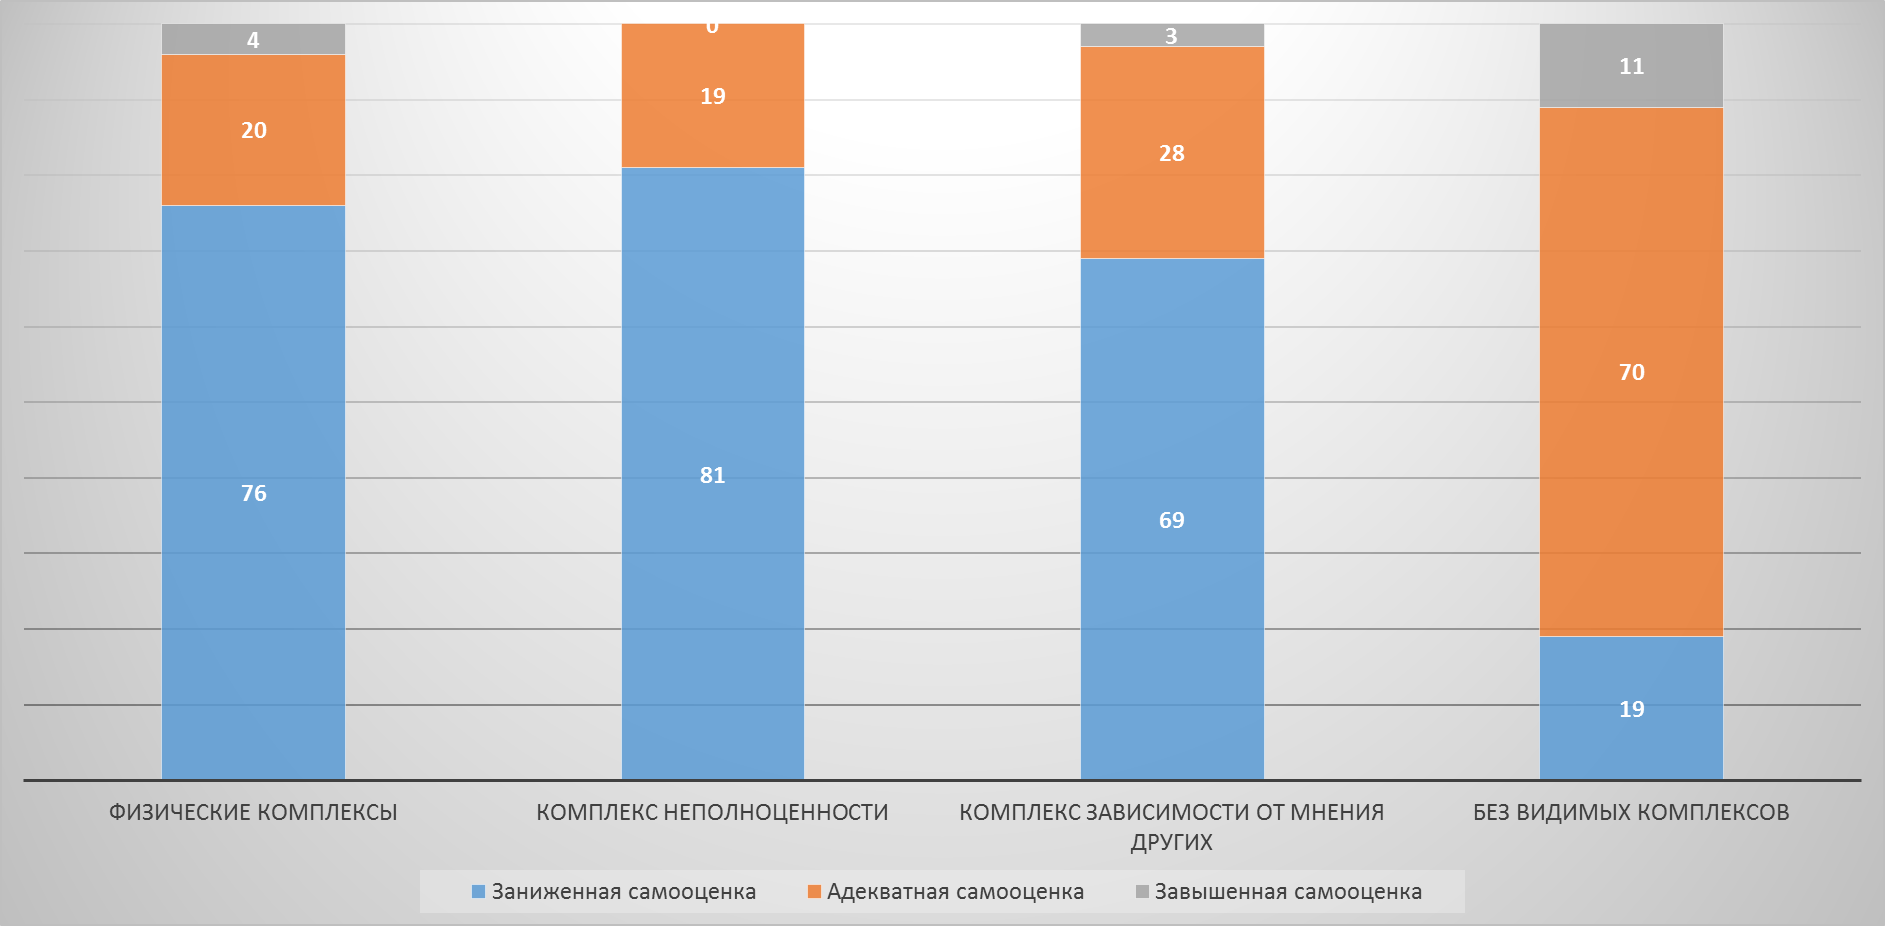 4
0
3
11
20
19
28
70
76
81
69
19
ФИЗИЧЕСКИЕ КОМПЛЕКСЫ
КОМПЛЕКС НЕПОЛНОЦЕННОСТИ
КОМПЛЕКС ЗАВИСИМОСТИ ОТ МНЕНИЯ
ДРУГИХ
БЕЗ ВИДИМЫХ КОМПЛЕКСОВ
Заниженная самооценка
Адекватная самооценка
Завышенная самооценка